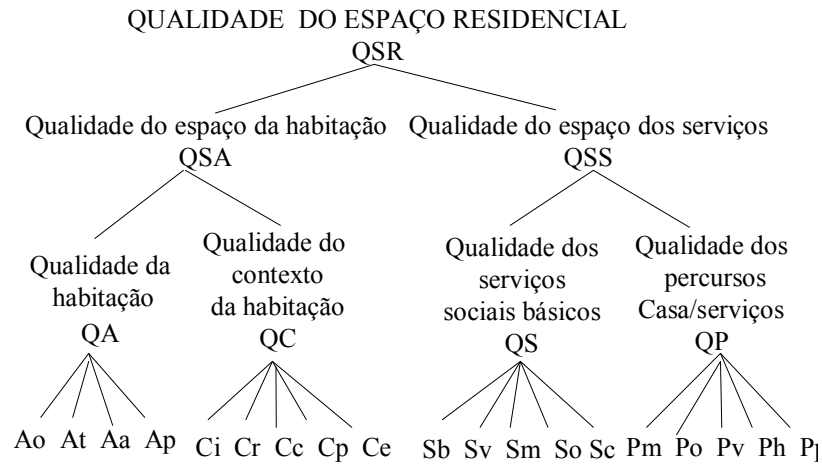 QUALIDADE DO ESPAÇO RESIDENCIAL
QSR
Qualidade do espaço da habitação
QSA
Qualidade do espaço dos serviços
QSS
Qualidade da
habitação
QA
Qualidade do
contexto
da habitação
QC
Qualidade dos
serviços
sociais básicos
QS
Qualidade dos
percursos
Casa/serviços
QP
Ao At Aa Ap
Ci Cr Cc Cp Ce
Sb Sv Sm So Sc
Pm Po Pv Ph